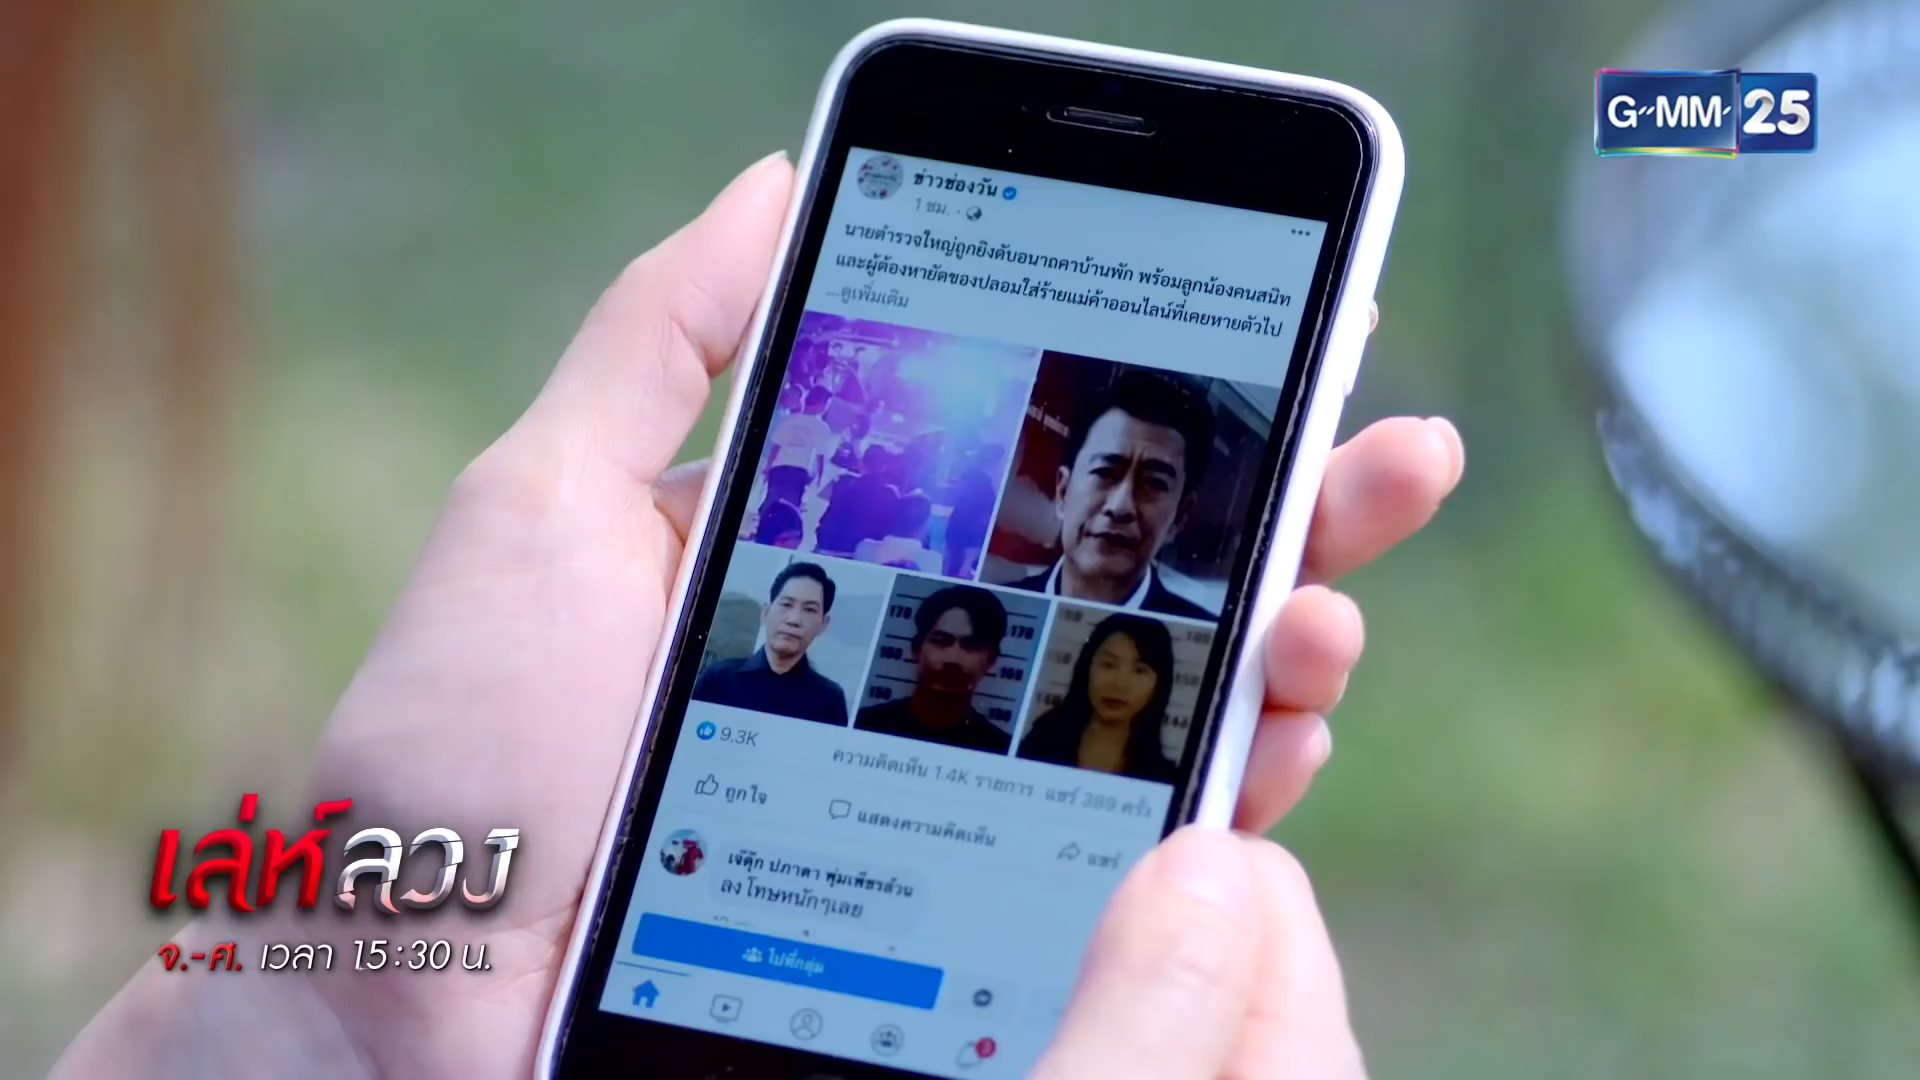 GMM 25
ข่าวช่องวัน
1 ชม.
นายตำรวจใหญ่ถูกยิงดับอนาถคาบ้านพัก พร้อมลูกน้องคนสนิท
และผู้ต้องหายัดของปลอมใส่ร้ายแม่ค้าออนไลน์ที่เคยหายตัวไป
...ดูเพิ่มเติม
170 170
160 160
150 150
9.3K
ความคิดเห็น 1.4K รายการ แชร์ 389 ครั้ง
ถูกใจ
แสดงความคิดเห็น
แชร์
เจ๊ตุ๊ก ปภาดา พุ่มเพ็ชรล้วน
ลงโทษหนักๆเลย
ไปที่กลุ่ม
เล่ห์ลวง
จ.-ศ. เวลา 15:30 น.